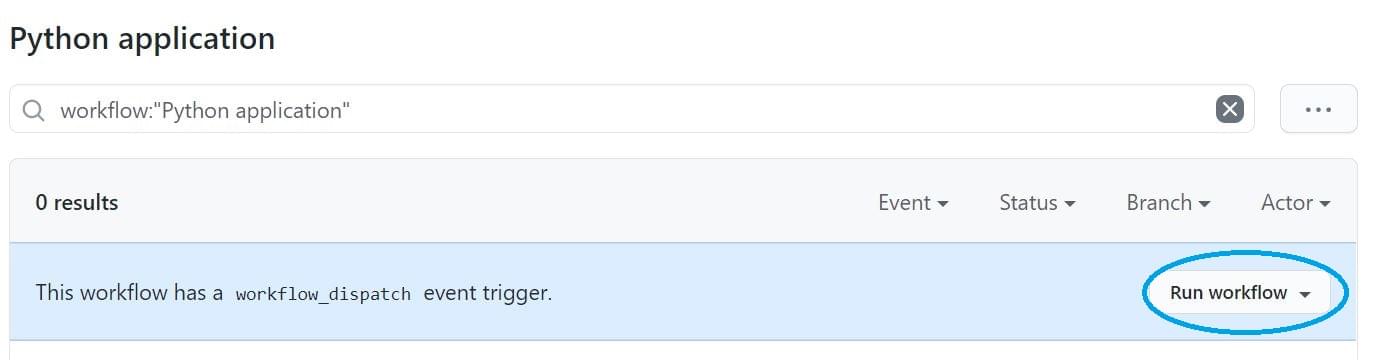 Python application
workflow:"Python application"
0 results Event Status Branch Actor
This workflow has a workflow_dispatch event trigger. Run workflow